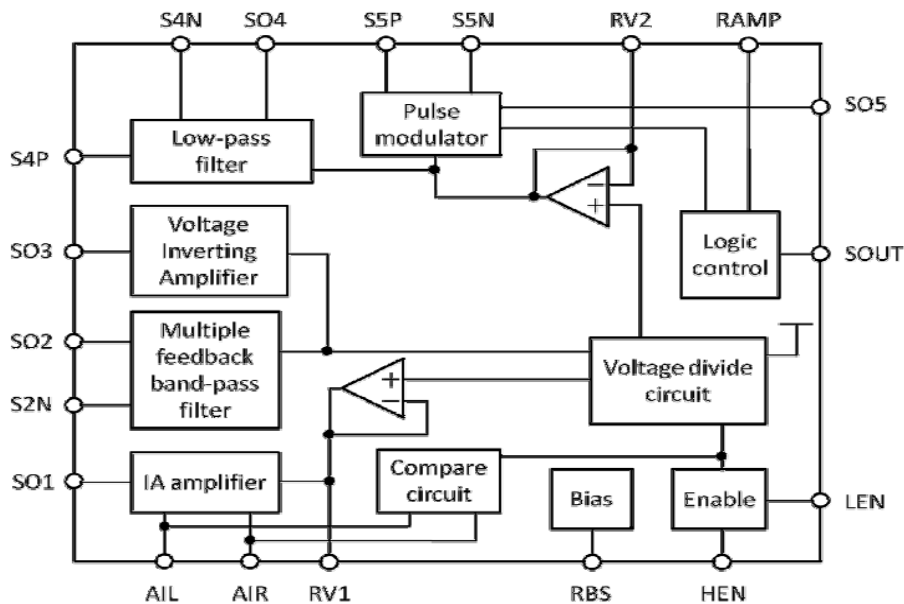 S4N SO4 S5P S5N RV2 RAMP
Pulse
modulator
SO5
Low-pass
filter
S4P
−
+
Voltage
Inverting
Amplifier
SO3
Logic
control
SOUT
SO2
Multiple
feedback
band-pass
filter
S2N
+
−
Voltage divide
circuit
SO1
IA amplifier
Compare
circuit
Bias
Enable
LEN
AIL AIR RV1 RBS HEN